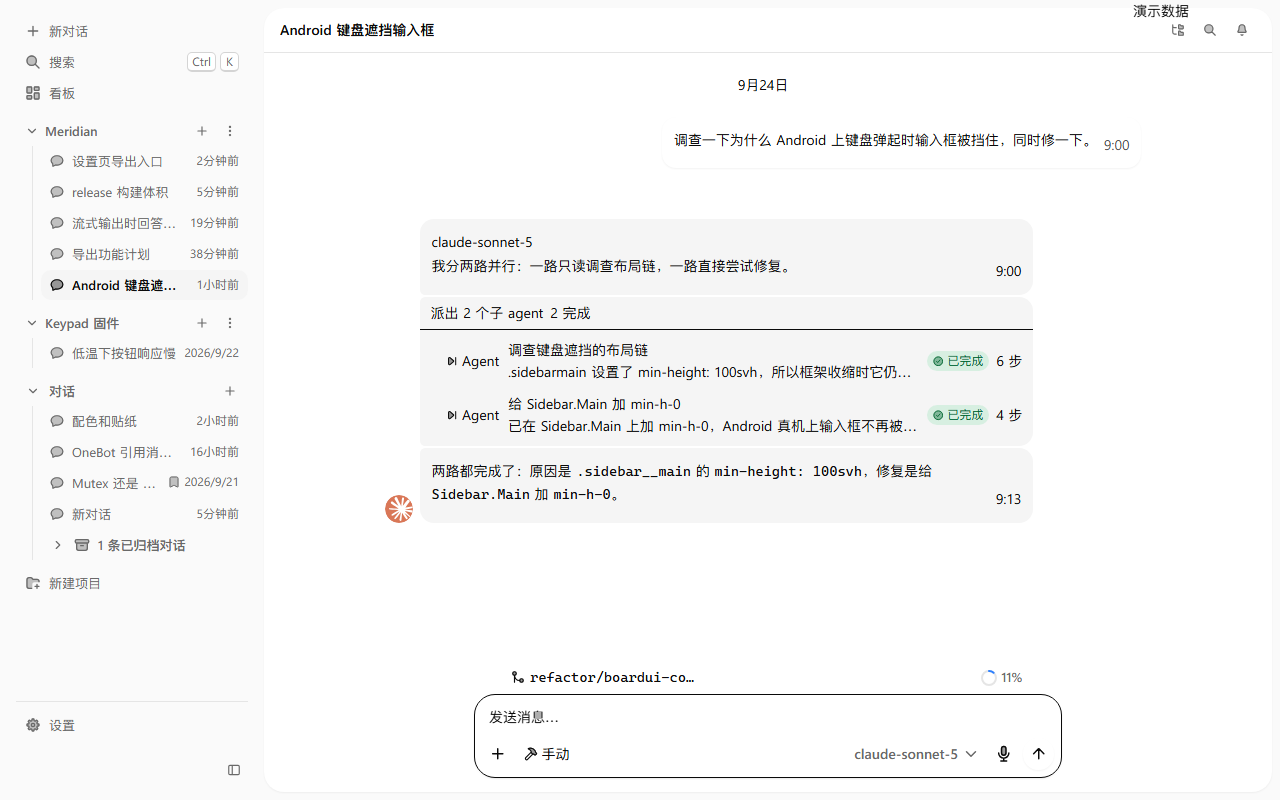 新对话
搜索 Ctrl K
看板
Meridian
设置页导出入口 2分钟前
release 构建体积 5分钟前
流式输出时回答… 19分钟前
导出功能计划 38分钟前
Android 键盘遮… 1小时前
Keypad 固件
低温下按钮响应慢 2026/9/22
对话
配色和贴纸 2小时前
OneBot 引用消… 16小时前
Mutex 还是 … 2026/9/21
新对话 5分钟前
1 条已归档对话
新建项目
设置
演示数据
Android 键盘遮挡输入框
9月24日
调查一下为什么 Android 上键盘弹起时输入框被挡住，同时修一下。 9:00
claude-sonnet-5
我分两路并行：一路只读调查布局链，一路直接尝试修复。 9:00
派出 2 个子 agent 2 完成
Agent 调查键盘遮挡的布局链 已完成 6 步
.sidebarmain 设置了 min-height: 100svh，所以框架收缩时它仍…
Agent 给 Sidebar.Main 加 min-h-0 已完成 4 步
已在 Sidebar.Main 上加 min-h-0，Android 真机上输入框不再被…
两路都完成了：原因是 .sidebar__main 的 min-height: 100svh，修复是给
Sidebar.Main 加 min-h-0。 9:13
refactor/boardui-co… 11%
发送消息…
手动 claude-sonnet-5